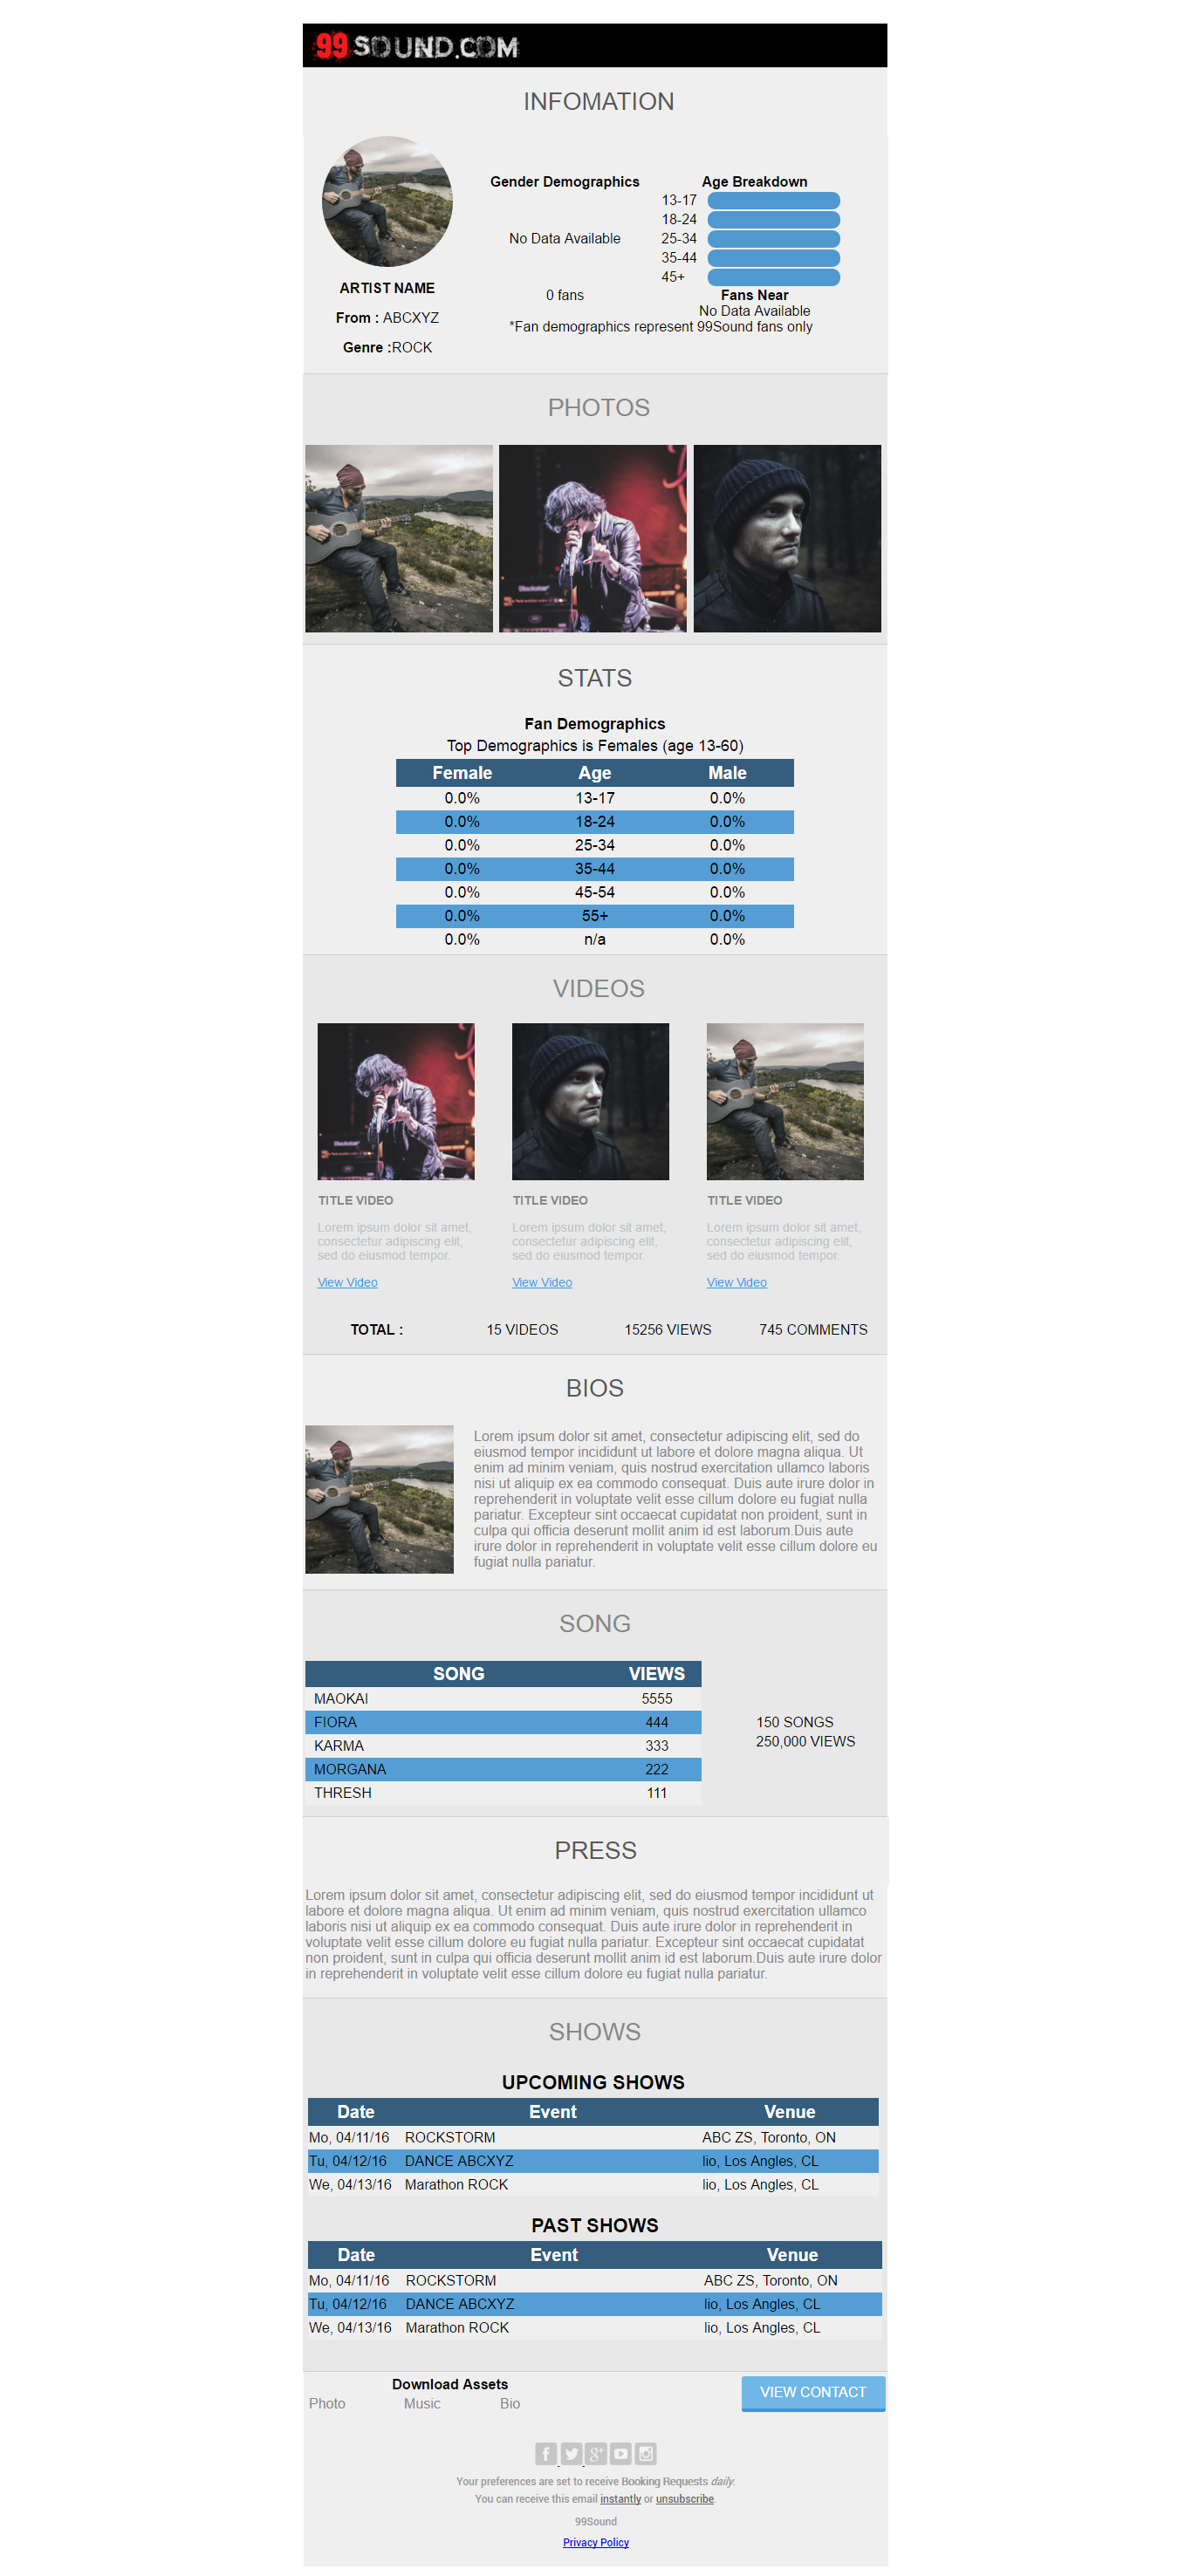 99SOUND.COM
INFOMATION
Gender Demographics
Age Breakdown
13-17
18-24
No Data Available
25-34
35-44
45+
ARTIST NAME
0 fans
Fans Near
No Data Available
From : ABCXYZ
*Fan demographics represent 99Sound fans only
Genre :ROCK
PHOTOS
STATS
Fan Demographics
Top Demographics is Females (age 13-60)
Female Age Male
0.0% 13-17 0.0%
0.0% 18-24 0.0%
0.0% 25-34 0.0%
0.0% 35-44 0.0%
0.0% 45-54 0.0%
0.0% 55+ 0.0%
0.0% n/a 0.0%
VIDEOS
TITLE VIDEO
Lorem ipsum dolor sit amet,
consectetur adipiscing elit,
sed do eiusmod tempor.
View Video
TITLE VIDEO
Lorem ipsum dolor sit amet,
consectetur adipiscing elit,
sed do eiusmod tempor.
View Video
TITLE VIDEO
Lorem ipsum dolor sit amet,
consectetur adipiscing elit,
sed do eiusmod tempor.
View Video
TOTAL : 15 VIDEOS 15256 VIEWS 745 COMMENTS
BIOS
Lorem ipsum dolor sit amet, consectetur adipiscing elit, sed do
eiusmod tempor incididunt ut labore et dolore magna aliqua. Ut
enim ad minim veniam, quis nostrud exercitation ullamco laboris
nisi ut aliquip ex ea commodo consequat. Duis aute irure dolor in
reprehenderit in voluptate velit esse cillum dolore eu fugiat nulla
pariatur. Excepteur sint occaecat cupidatat non proident, sunt in
culpa qui officia deserunt mollit anim id est laborum.Duis aute
irure dolor in reprehenderit in voluptate velit esse cillum dolore eu
fugiat nulla pariatur.
SONG
SONG VIEWS
MAOKAI 5555
FIORA 444
KARMA 333
MORGANA 222
THRESH 111
150 SONGS
250,000 VIEWS
PRESS
Lorem ipsum dolor sit amet, consectetur adipiscing elit, sed do eiusmod tempor incididunt ut
labore et dolore magna aliqua. Ut enim ad minim veniam, quis nostrud exercitation ullamco
laboris nisi ut aliquip ex ea commodo consequat. Duis aute irure dolor in reprehenderit in
voluptate velit esse cillum dolore eu fugiat nulla pariatur. Excepteur sint occaecat cupidatat
non proident, sunt in culpa qui officia deserunt mollit anim id est laborum.Duis aute irure dolor
in reprehenderit in voluptate velit esse cillum dolore eu fugiat nulla pariatur.
SHOWS
UPCOMING SHOWS
Date Event Venue
Mo, 04/11/16 ROCKSTORM ABC ZS, Toronto, ON
Tu, 04/12/16 DANCE ABCXYZ lio, Los Angles, CL
We, 04/13/16 Marathon ROCK lio, Los Angles, CL
PAST SHOWS
Date Event Venue
Mo, 04/11/16 ROCKSTORM ABC ZS, Toronto, ON
Tu, 04/12/16 DANCE ABCXYZ lio, Los Angles, CL
We, 04/13/16 Marathon ROCK lio, Los Angles, CL
Download Assets
Photo Music Bio
VIEW CONTACT
Your preferences are set to receive Booking Requests daily.
You can receive this email instantly or unsubscribe.
99Sound
Privacy Policy